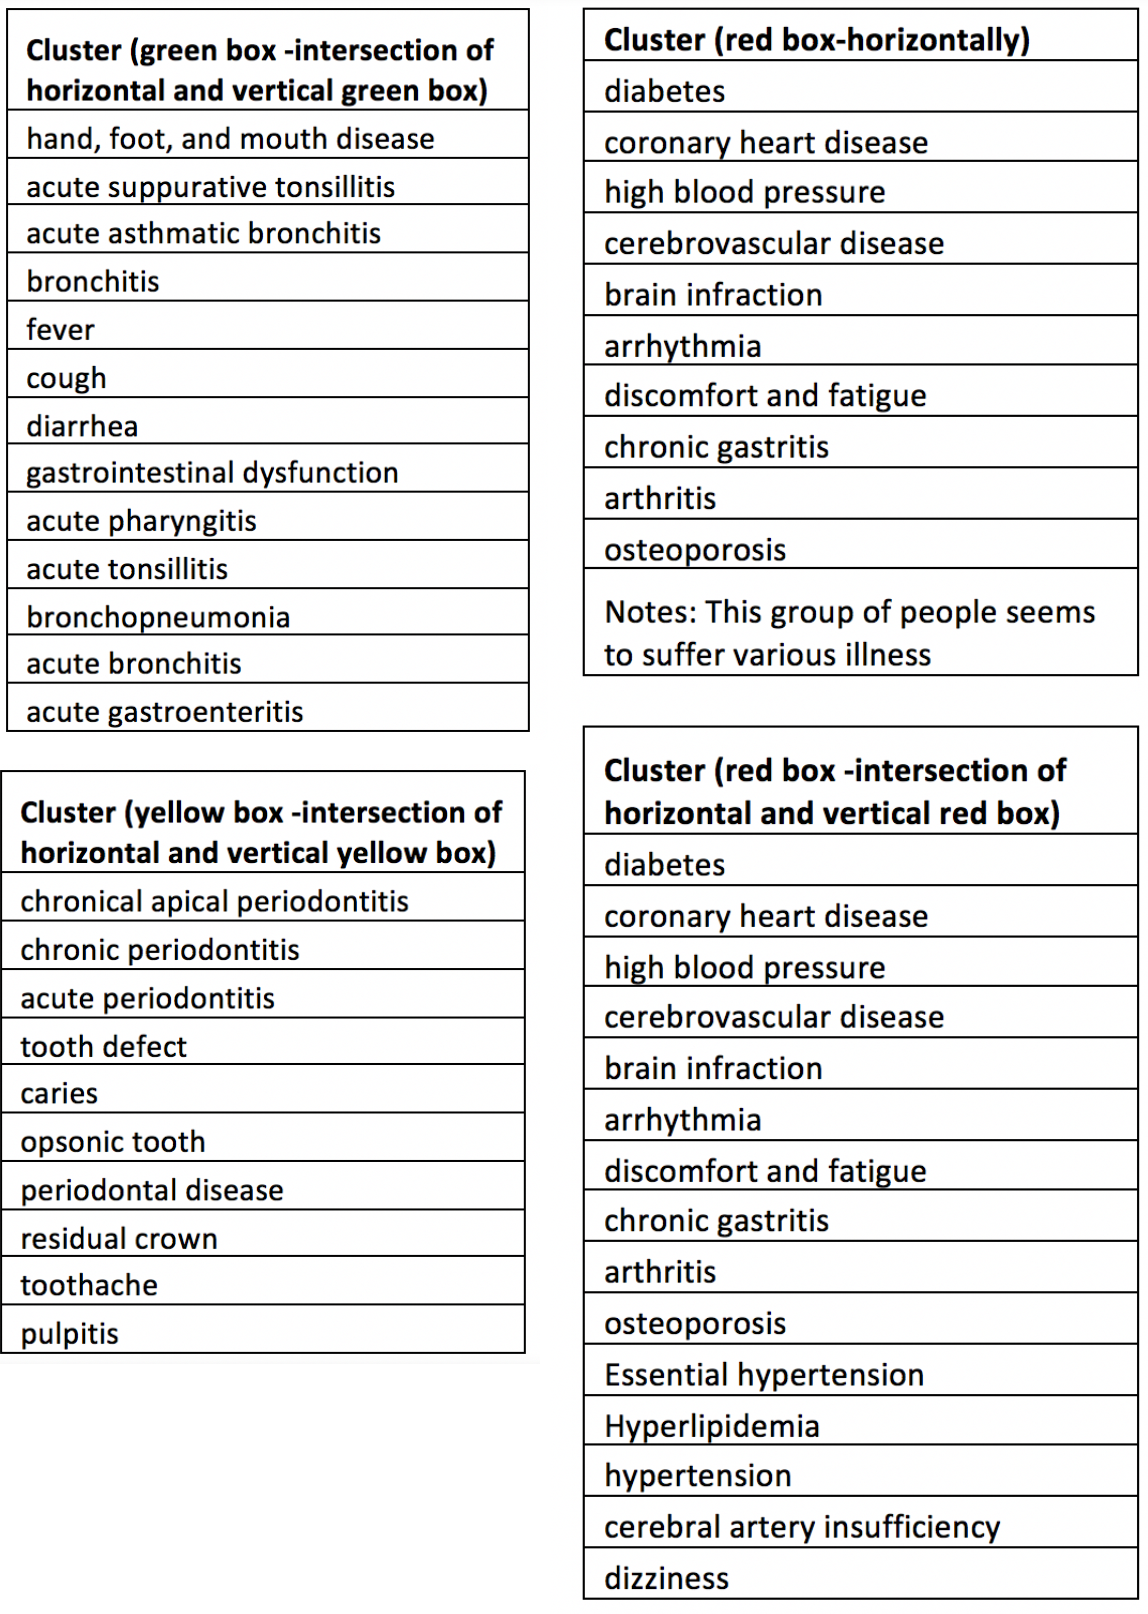 Cluster (green box -intersection of
horizontal and vertical green box)
hand, foot, and mouth disease
acute suppurative tonsillitis
acute asthmatic bronchitis
bronchitis
fever
cough
diarrhea
gastrointestinal dysfunction
acute pharyngitis
acute tonsillitis
bronchopneumonia
acute bronchitis
acute gastroenteritis
Cluster (yellow box -intersection of
horizontal and vertical yellow box)
chronical apical periodontitis
chronic periodontitis
acute periodontitis
tooth defect
caries
opsonic tooth
periodontal disease
residual crown
toothache
pulpitis
Cluster (red box-horizontally)
diabetes
coronary heart disease
high blood pressure
cerebrovascular disease
brain infraction
arrhythmia
discomfort and fatigue
chronic gastritis
arthritis
osteoporosis
Notes: This group of people seems
to suffer various illness
Cluster (red box -intersection of
horizontal and vertical red box)
diabetes
coronary heart disease
high blood pressure
cerebrovascular disease
brain infraction
arrhythmia
discomfort and fatigue
chronic gastritis
arthritis
osteoporosis
Essential hypertension
Hyperlipidemia
hypertension
cerebral artery insufficiency
dizziness